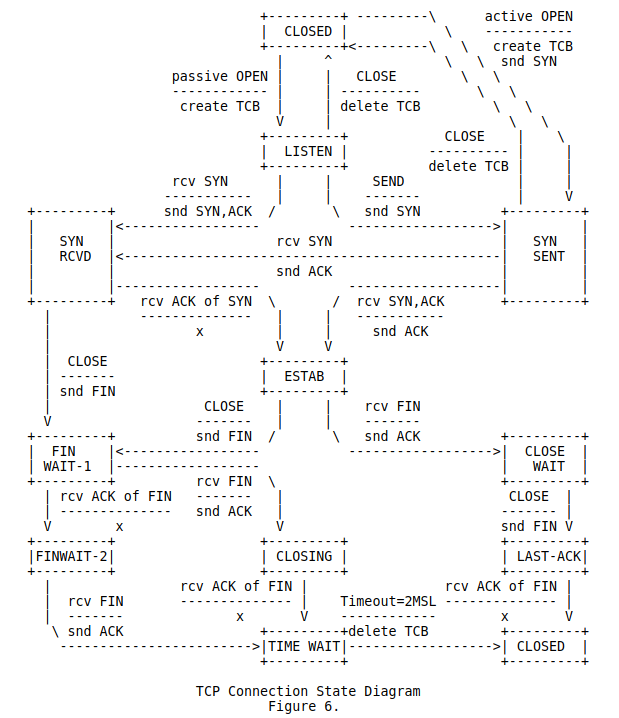 +---------+ ---------\      active OPEN
                              |  CLOSED |            \    -----------
                              +---------+<---------\   \   create TCB
                                |     ^              \   \  snd SYN
                   passive OPEN |     |   CLOSE        \   \
                   ------------ |     | ----------       \   \
                    create TCB  |     | delete TCB         \   \
                                V     |                      \   \
                              +---------+            CLOSE    |    \
                              |  LISTEN |          ---------- |     |
                              +---------+          delete TCB |     |
                   rcv SYN      |     |     SEND              |     |
                  -----------   |     |    -------            |     V
 +---------+      snd SYN,ACK  /       \   snd SYN          +---------+
 |         |<-----------------           ------------------>|         |
 |   SYN   |                    rcv SYN                     |   SYN   |
 |   RCVD  |<-----------------------------------------------|   SENT  |
 |         |                    snd ACK                     |         |
 |         |------------------           -------------------|         |
 +---------+   rcv ACK of SYN  \       /  rcv SYN,ACK       +---------+
   |           --------------   |     |   -----------
   |                  x         |     |     snd ACK
   |                            V     V
   |  CLOSE                   +---------+
   | -------                  |  ESTAB  |
   | snd FIN                  +---------+
   |                   CLOSE    |     |    rcv FIN
   V                  -------   |     |    -------
 +---------+          snd FIN  /       \   snd ACK          +---------+
 |  FIN    |<-----------------           ------------------>|  CLOSE  |
 | WAIT-1  |------------------                              |   WAIT  |
 +---------+          rcv FIN  \                            +---------+
   | rcv ACK of FIN   -------   |                            CLOSE  |
   | --------------   snd ACK   |                           ------- |
   V        x                   V                           snd FIN V
 +---------+                  +---------+                   +---------+
 |FINWAIT-2|                  | CLOSING |                   | LAST-ACK|
 +---------+                  +---------+                   +---------+
   |                rcv ACK of FIN |                 rcv ACK of FIN |
   |  rcv FIN       -------------- |    Timeout=2MSL -------------- |
   |  -------              x       V    ------------        x       V
    \ snd ACK                 +---------+delete TCB         +---------+
     ------------------------>|TIME WAIT|------------------>| CLOSED  |
                              +---------+                   +---------+
TCP Connection State Diagram
Figure 6.